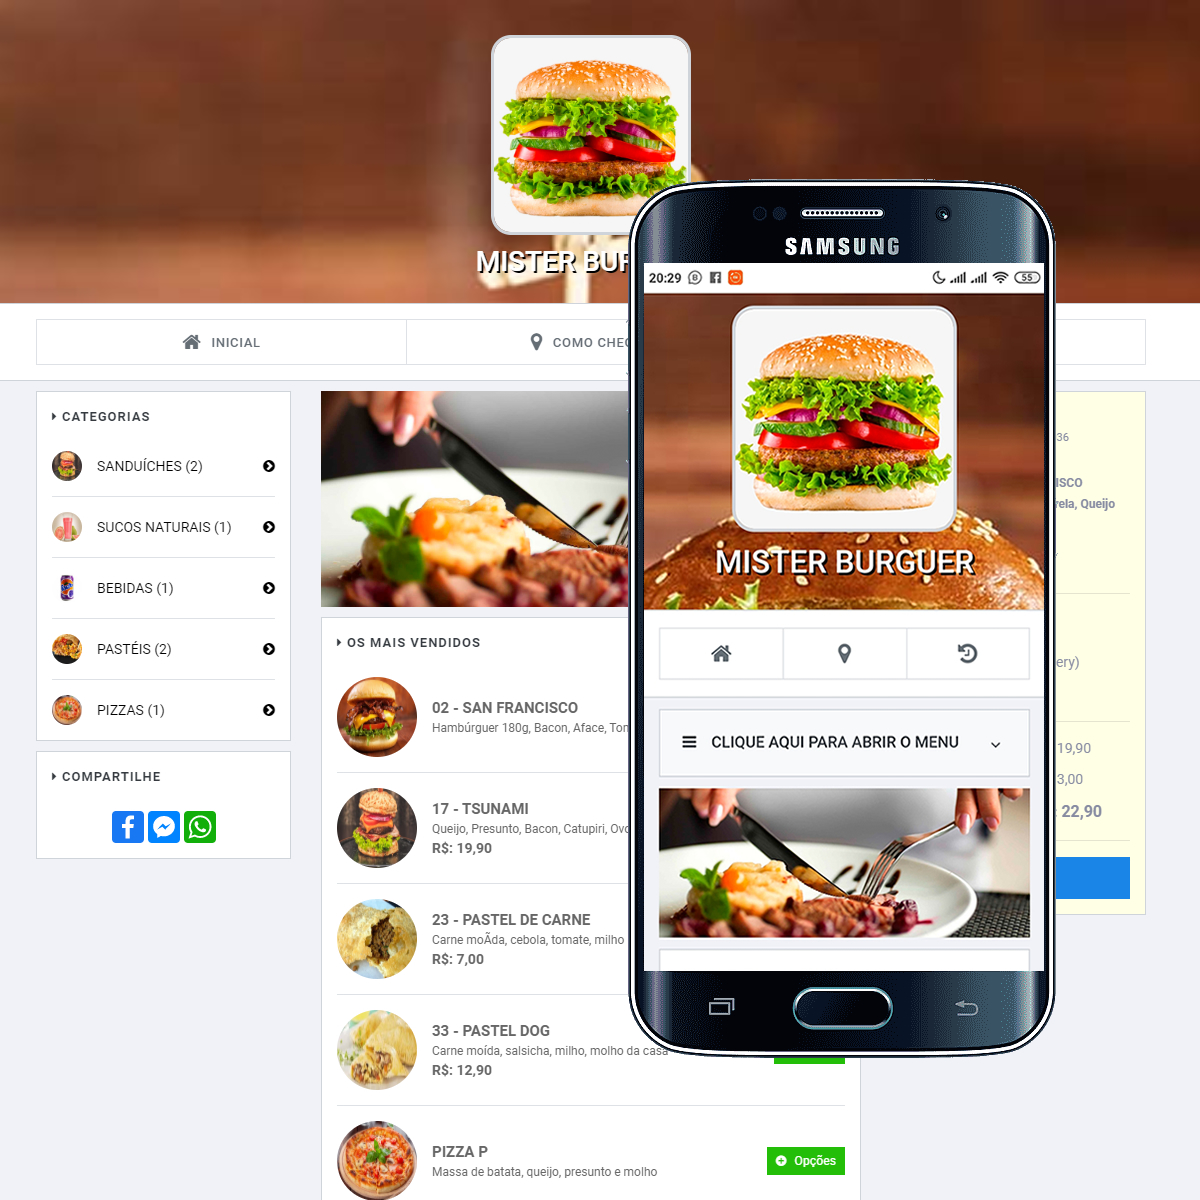 MISTER BUR
INICIAL
COMO CHEC
CATEGORIAS
SANDUÍCHES (2)
SUCOS NATURAIS (1)
BEBIDAS (1)
PASTÉIS (2)
PIZZAS (1)
COMPARTILHE
OS MAIS VENDIDOS
02 - SAN FRANCISCO
Hambúrguer 180g, Bacon, Aface, Tom
17 - TSUNAMI
Queijo, Presunto, Bacon, Catupiri, Ovo
R$: 19,90
23 - PASTEL DE CARNE
Carne moÃda, cebola, tomate, milho
R$: 7,00
33 - PASTEL DOG
Carne moída, salsicha, milho, molho da casa
R$: 12,90
PIZZA P
Massa de batata, queijo, presunto e molho
Opções
SAMSUNG
20:29
55
MISTER BURGUER
CLIQUE AQUI PARA ABRIR O MENU
36
ISCO
vela, Queijo
ery)
19,90
3,00
22,90